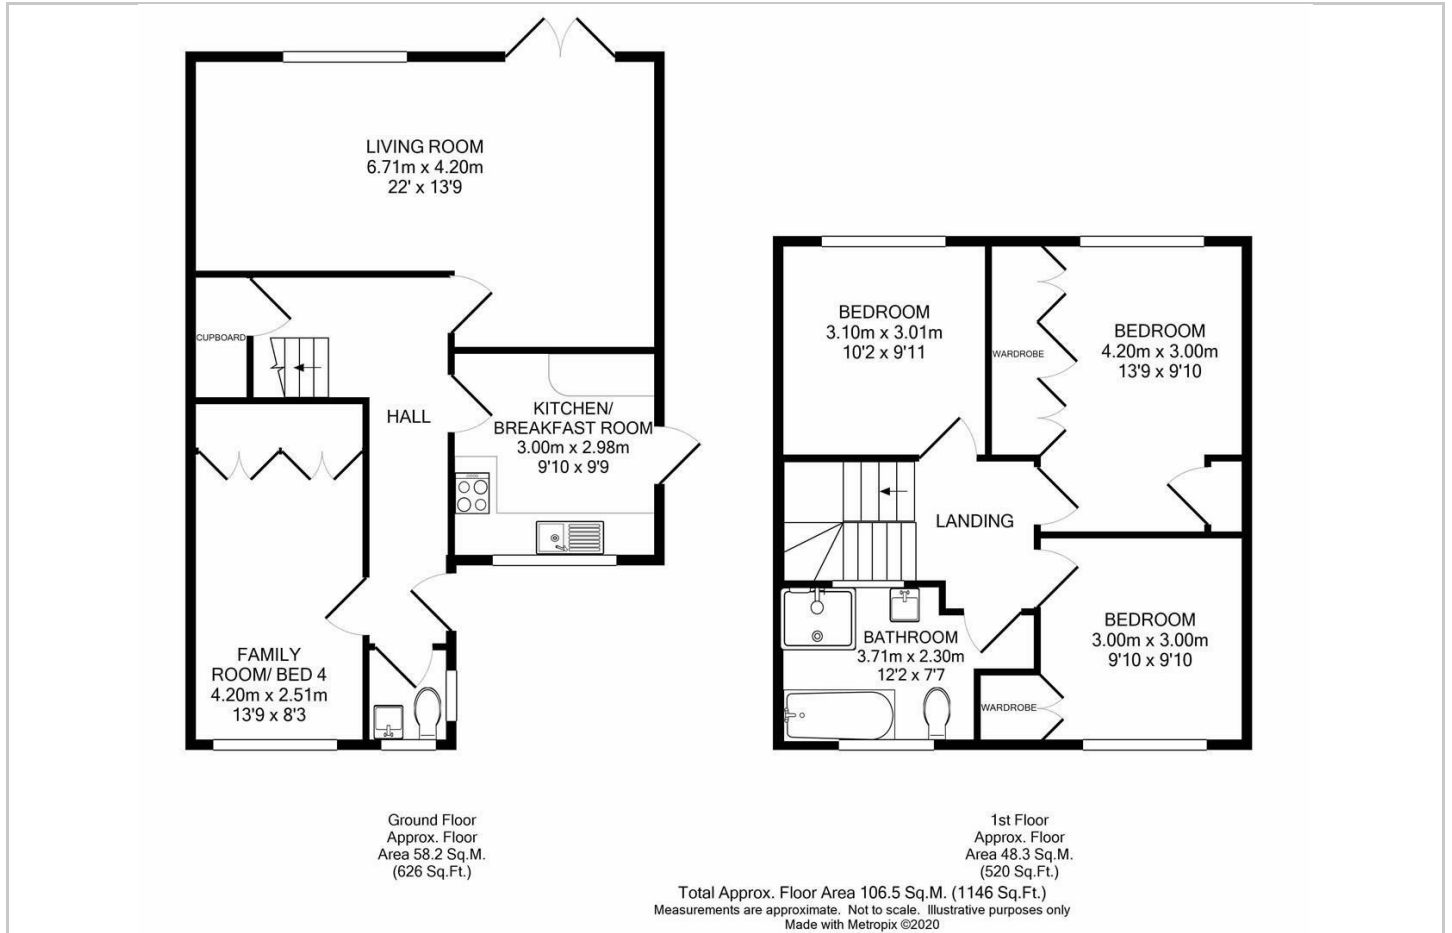 LIVING ROOM
6.71m x 4.20m
22' x 13'9
CUPBOARD
HALL
KITCHEN/
BREAKFAST ROOM
3.00m x 2.98m
9'10 x 9'9
FAMILY
ROOM/ BED 4
4.20m x 2.51m
13'9 x 8'3
Ground Floor
Approx. Floor
Area 58.2 Sq.M.
(626 Sq.Ft.)
BEDROOM
3.10m x 3.01m
10'2 x 9'11
WARDROBE
BEDROOM
4.20m x 3.00m
13'9 x 9'10
LANDING
BATHROOM
3.71m x 2.30m
12'2 x 7'7
BEDROOM
3.00m x 3.00m
9'10 x 9'10
WARDROBE
1st Floor
Approx. Floor
Area 48.3 Sq.M.
(520 Sq.Ft.)
Total Approx. Floor Area 106.5 Sq.M. (1146 Sq.Ft.)
Measurements are approximate. Not to scale. Illustrative purposes only
Made with Metropix ©2020